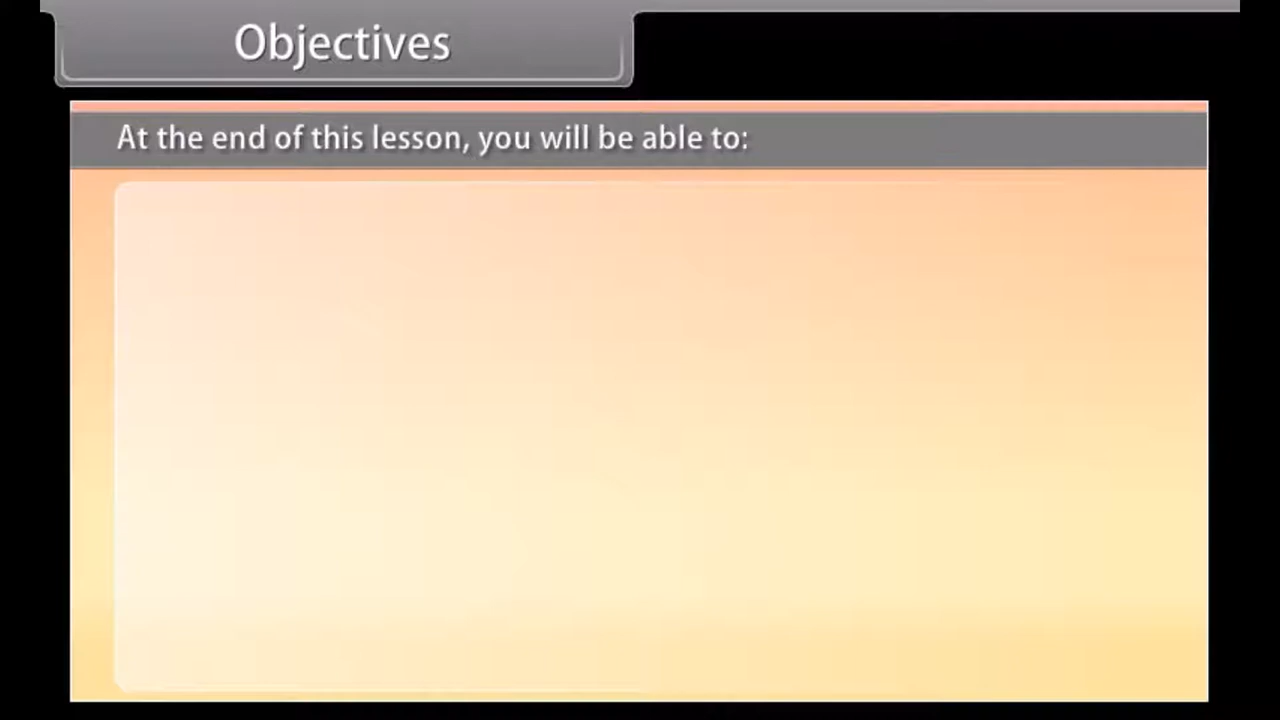 Objectives
At the end of this lesson, you will be able to: